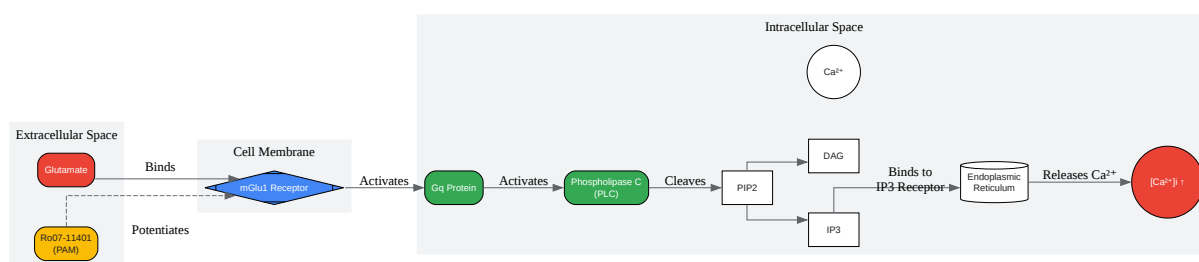 Intracellular Space
Ca²⁺
Extracellular Space
Glutamate
Binds
Cell Membrane
mGlu1 Receptor
Ro07-11401
(PAM)
Potentiates
Activates
Gq Protein
Activates
Phospholipase C
(PLC)
Cleaves
PIP2
DAG
IP3
Binds to
IP3 Receptor
Endoplasmic
Reticulum
Releases Ca²⁺
[Ca²⁺]i ↑